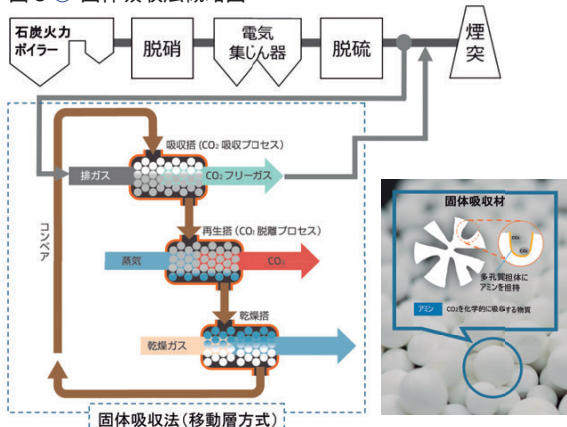 石炭火力
ボイラー
脱硝
電気
集じん器
脱硫
煙
突
吸収搭（CO₂ 吸収プロセス）
排ガス
CO₂ フリーガス
再生搭（CO₂ 脱離プロセス）
蒸気
CO₂
乾燥搭
乾燥ガス
コンベア
固体吸収法（移動層方式）
固体吸収材
CO₂
CO₂
多孔質担体に
アミンを担持
アミン
CO₂を化学的に吸収する物質